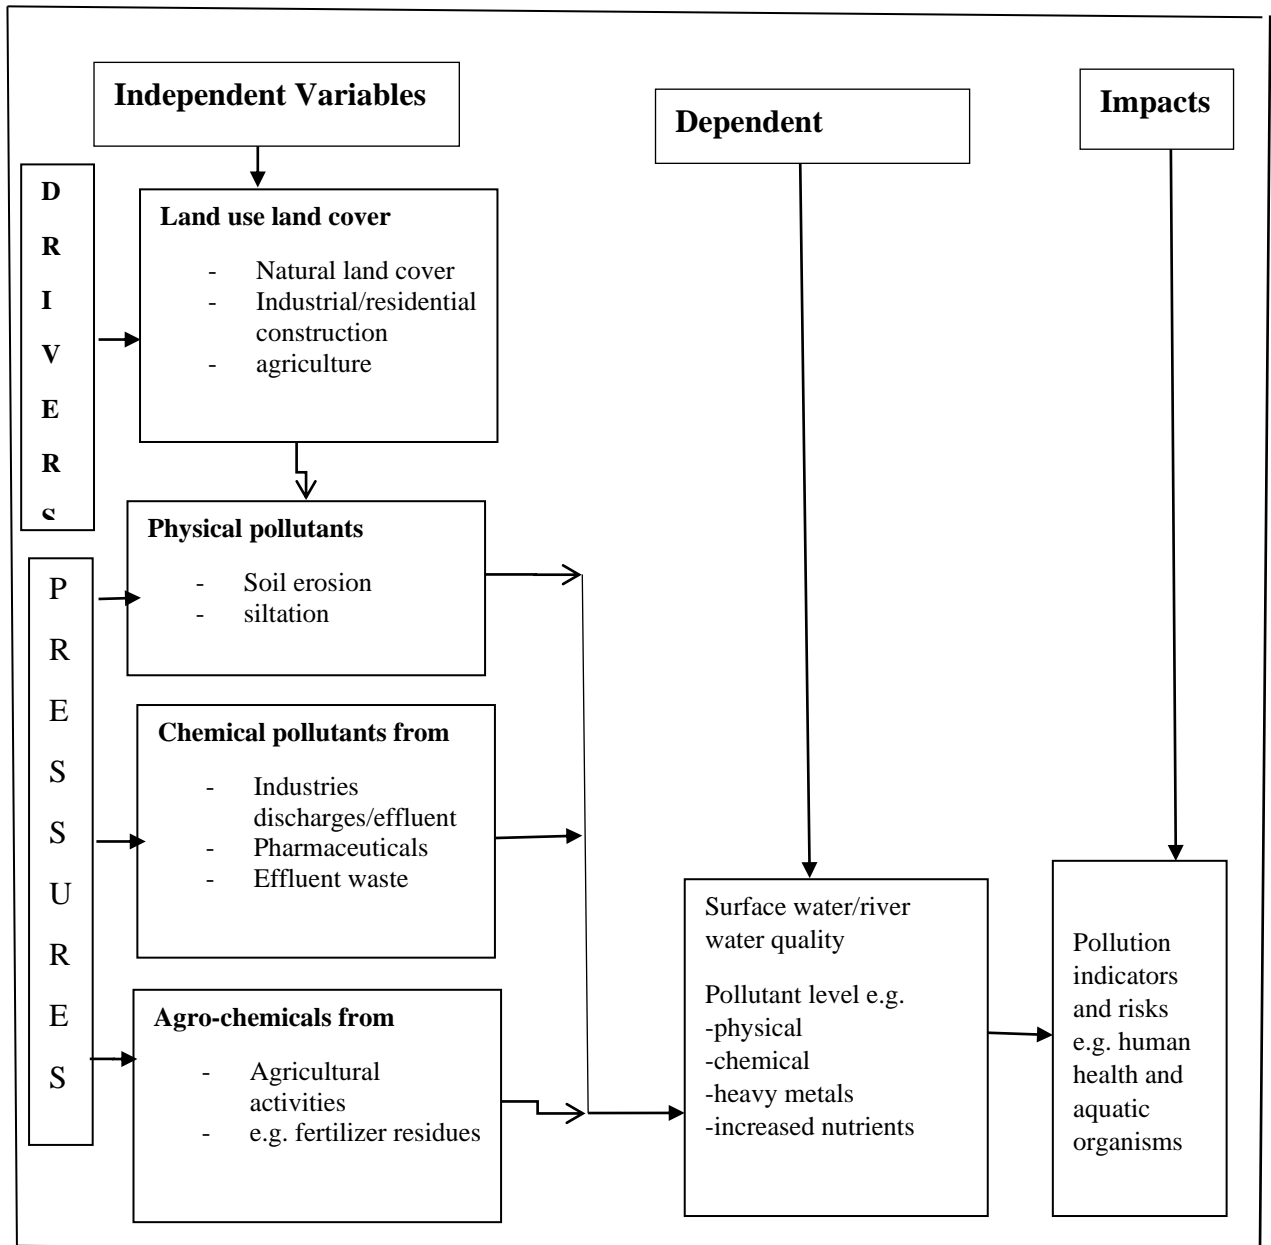 Independent Variables
Dependent
Impacts
D
R
I
V
E
R
S
Land use land cover
- Natural land cover
- Industrial/residential
construction
- agriculture
Physical pollutants
- Soil erosion
- siltation
P
R
E
S
S
U
R
E
S
Chemical pollutants from
- Industries
discharges/effluent
- Pharmaceuticals
- Effluent waste
Agro-chemicals from
- Agricultural
activities
- e.g. fertilizer residues
Surface water/river
water quality
Pollutant level e.g.
-physical
-chemical
-heavy metals
-increased nutrients
Pollution
indicators
and risks
e.g. human
health and
aquatic
organisms